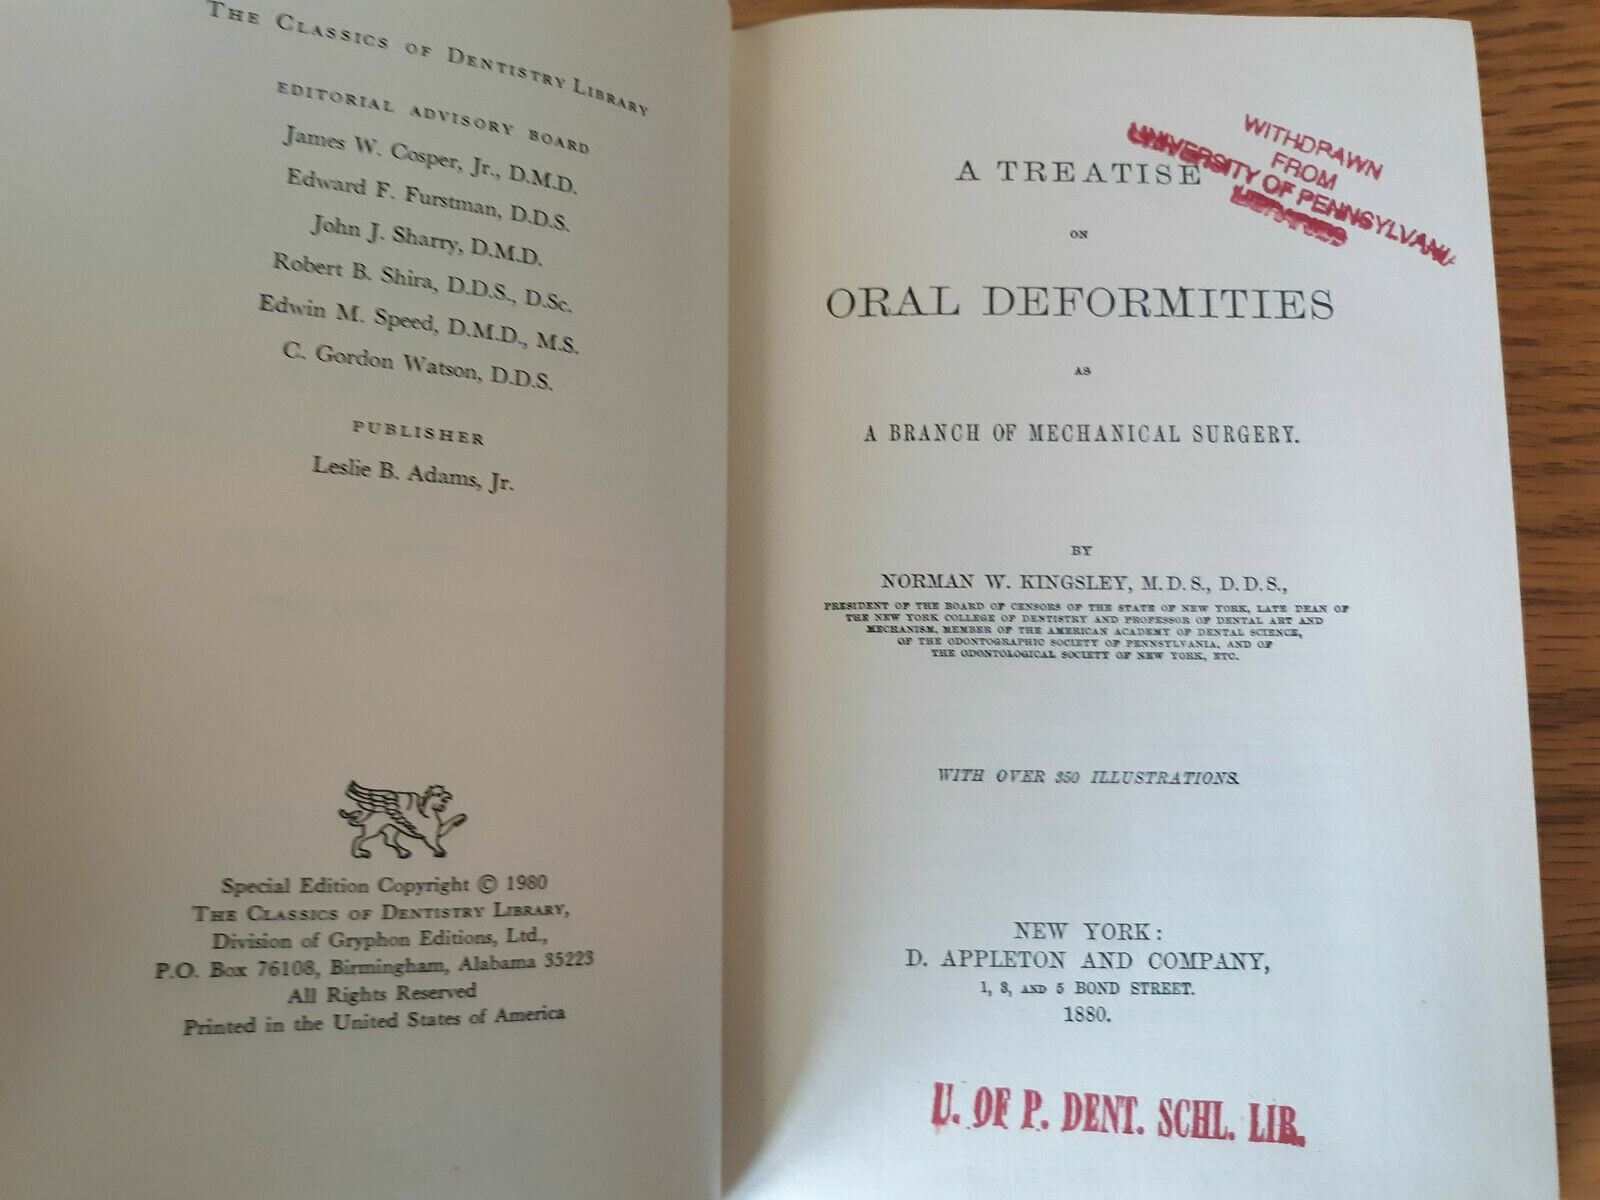 THE CLASSICS OF DENTISTRY LIBRARY
EDITORIAL ADVISORY BOARD
James W. Cosper, Jr., D.M.D.
Edward F. Furstman, D.D.S.
John J. Sharry, D.M.D.
Robert B. Shira, D.D.S., D.Sc.
Edwin M. Speed, D.M.D., M.S.
C. Gordon Watson, D.D.S.
PUBLISHER
Leslie B. Adams, Jr.
Special Edition Copyright © 1980
THE CLASSICS OF DENTISTRY LIBRARY,
Division of Gryphon Editions, Ltd.,
P.O. Box 76108, Birmingham, Alabama 35223
All Rights Reserved
Printed in the United States of America
WITHDRAWN
FROM
UNIVERSITY OF PENNSYLVANIA
LIBRARIES
A TREATISE
ON
ORAL DEFORMITIES
AS
A BRANCH OF MECHANICAL SURGERY.
BY
NORMAN W. KINGSLEY, M.D.S., D.D.S.,
PRESIDENT OF THE BOARD OF CENSORS OF THE STATE OF NEW YORK, LATE DEAN OF
THE NEW YORK COLLEGE OF DENTISTRY AND PROFESSOR OF DENTAL ART AND
MECHANISM, MEMBER OF THE AMERICAN ACADEMY OF DENTAL SCIENCE,
OF THE ODONTOGRAPHIC SOCIETY OF PENNSYLVANIA, AND OF
THE ODONTOLOGICAL SOCIETY OF NEW YORK, ETC.
WITH OVER 350 ILLUSTRATIONS.
NEW YORK:
D. APPLETON AND COMPANY,
1, 3, AND 5 BOND STREET.
1880.
U. OF P. DENT. SCHL. LIB.